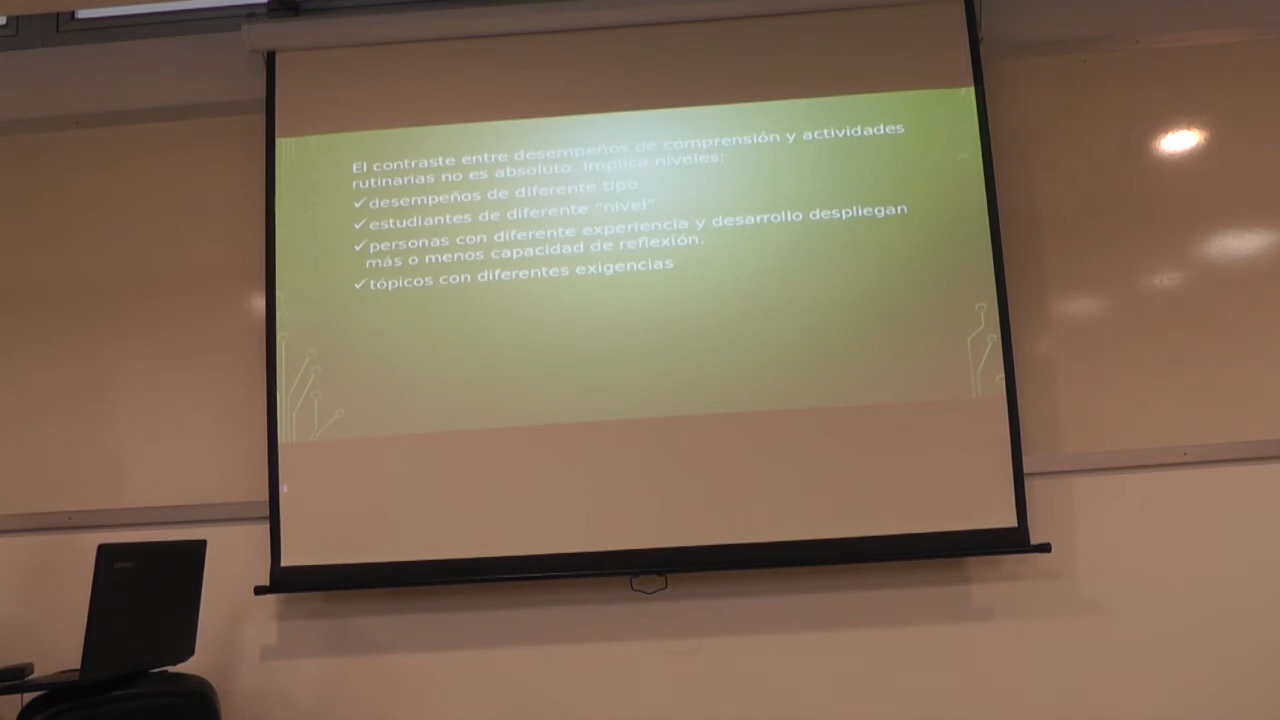 El contraste entre desempeños de comprensión y actividades
rutinarias no es absoluto. Implica niveles:
✓desempeños de diferente tipo
✓estudiantes de diferente “nivel”
✓personas con diferente experiencia y desarrollo despliegan
más o menos capacidad de reflexión.
✓tópicos con diferentes exigencias